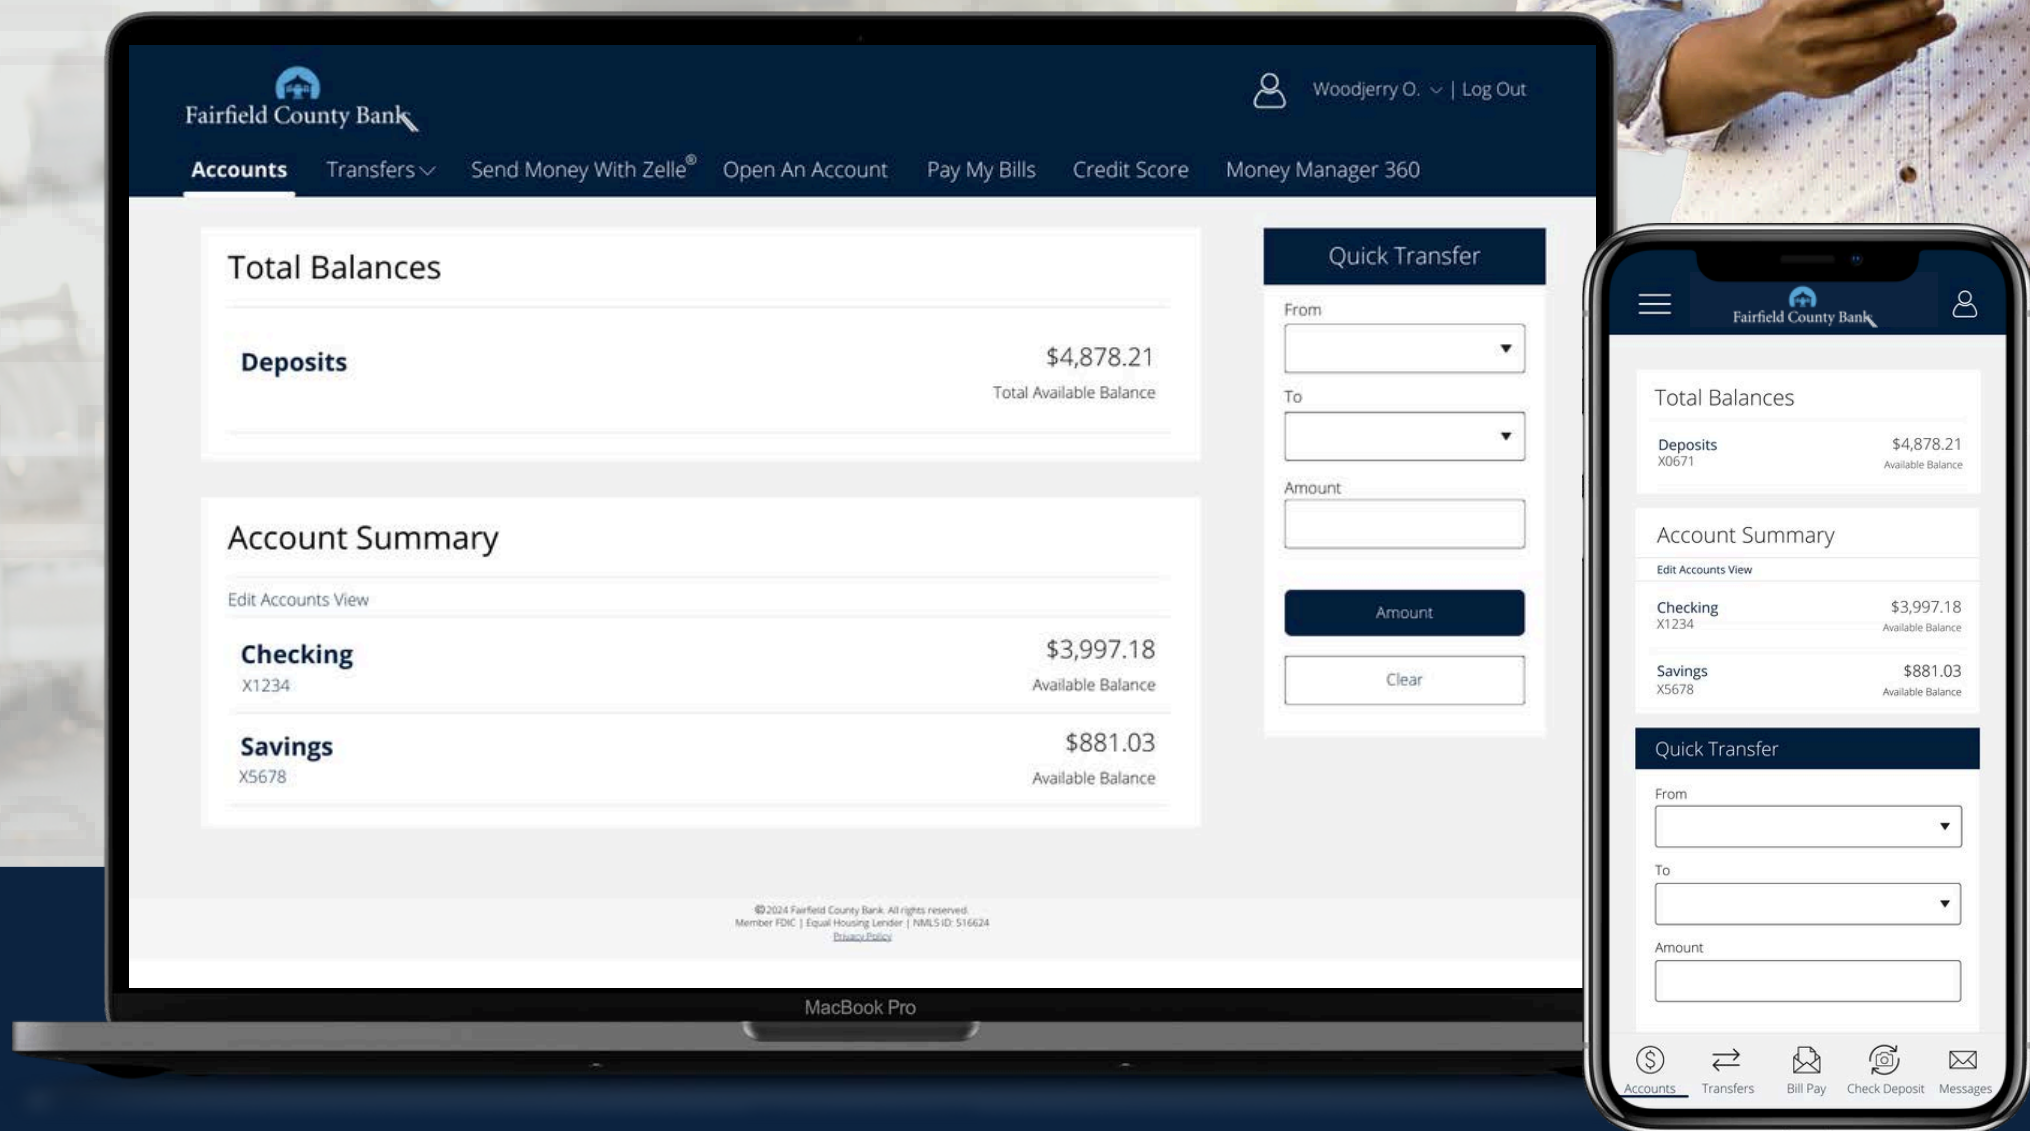 Fairfield County Bank
Woodjerry O. | Log Out
Accounts Transfers Send Money With Zelle® Open An Account Pay My Bills Credit Score Money Manager 360
Total Balances
Deposits $4,878.21
Total Available Balance
Account Summary
Edit Accounts View
Checking $3,997.18
X1234 Available Balance
Savings $881.03
X5678 Available Balance
Quick Transfer
From
To
Amount
Amount
Clear
©2024 Fairfield County Bank. All rights reserved.
Member FDIC | Equal Housing Lender | NMLS ID: 516624
Privacy Policy
MacBook Pro
Fairfield County Bank
Total Balances
Deposits $4,878.21
X0671 Available Balance
Account Summary
Edit Accounts View
Checking $3,997.18
X1234 Available Balance
Savings $881.03
X5678 Available Balance
Quick Transfer
From
To
Amount
Accounts Transfers Bill Pay Check Deposit Messages